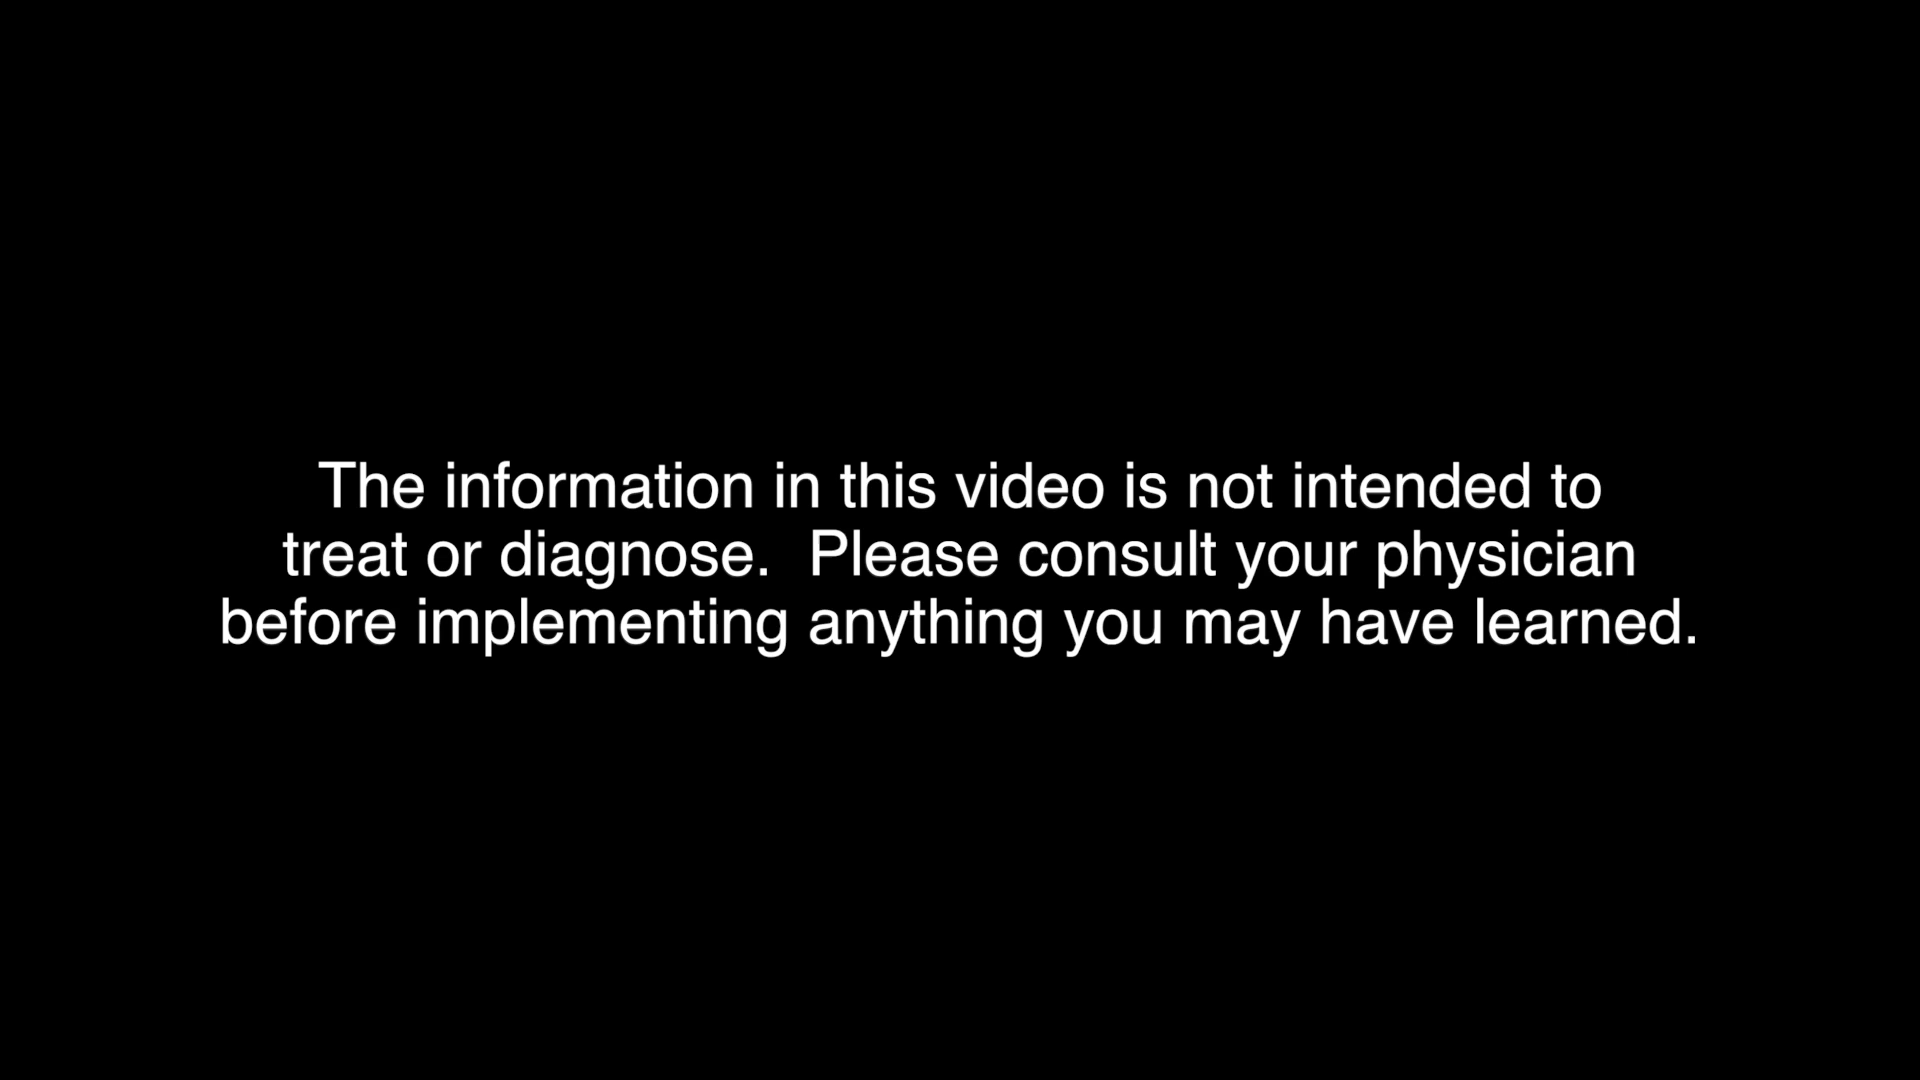 The information in this video is not intended to
treat or diagnose.  Please consult your physician
before implementing anything you may have learned.